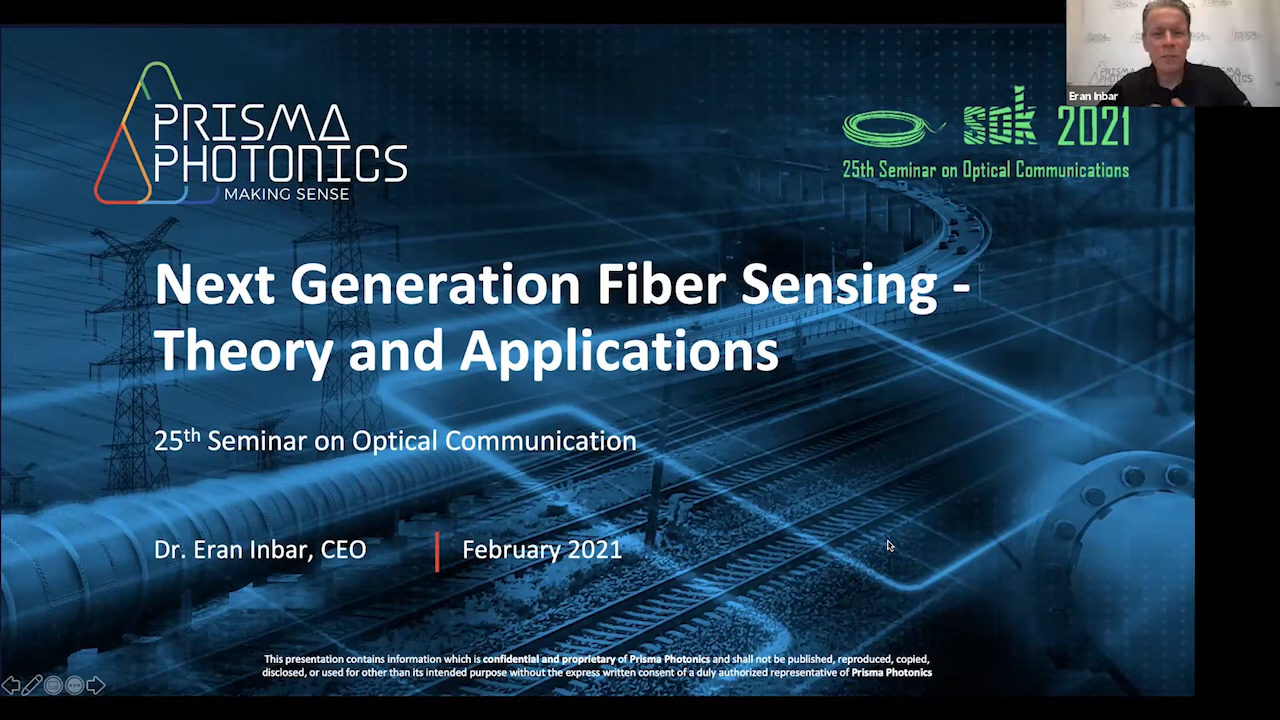 PRISMA
PHOTONICS
MAKING SENSE
Eran Inbar
sok 2021
25th Seminar on Optical Communications
Next Generation Fiber Sensing -
Theory and Applications
25th Seminar on Optical Communication
Dr. Eran Inbar, CEO
February 2021
This presentation contains information which is confidential and proprietary of Prisma Photonics and shall not be published, reproduced, copied,
disclosed, or used for other than its intended purpose without the express written consent of a duly authorized representative of Prisma Photonics